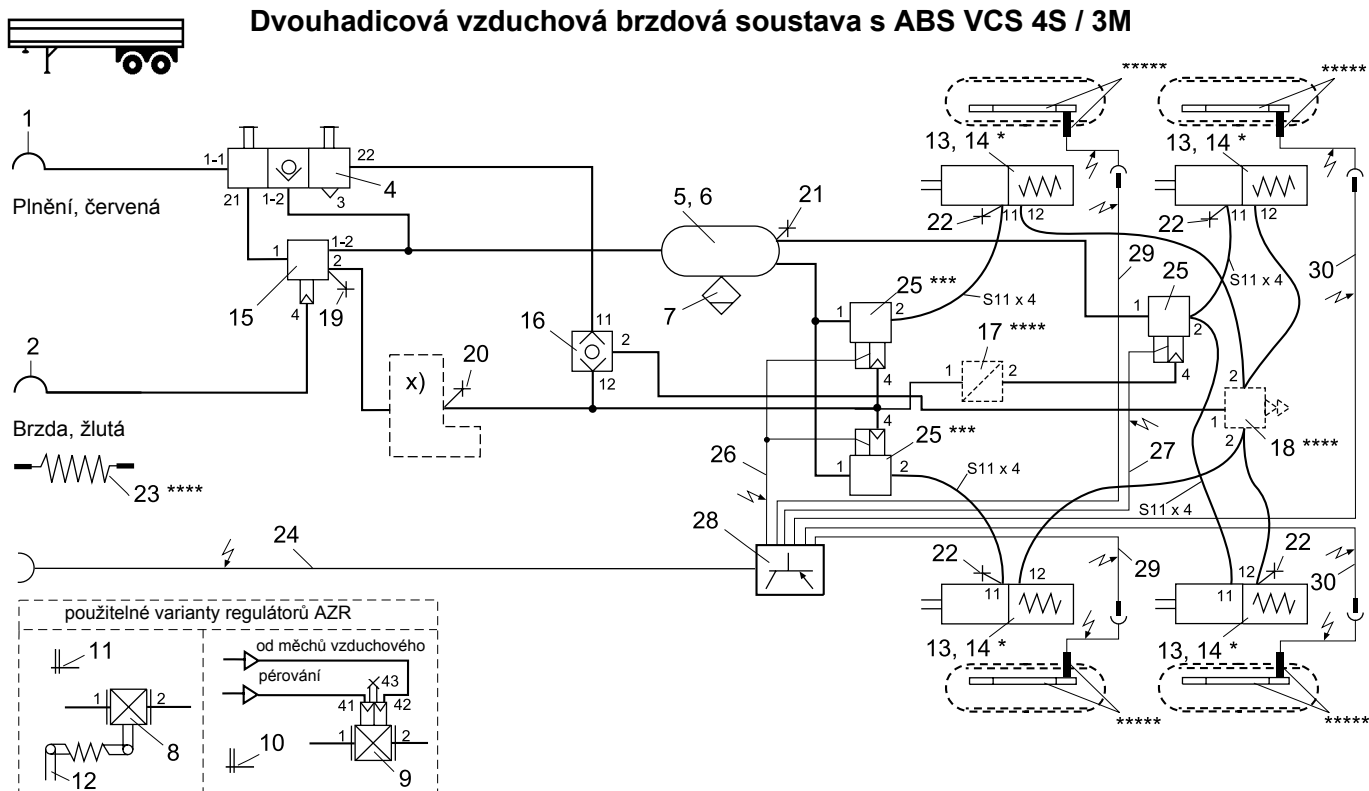 Dvouhadicová vzduchová brzdová soustava s ABS VCS 4S / 3M
***** *****
1
13, 14 * 13, 14 *
1-1 22 4
21 1-2 3
Plnění, červená
5, 6 21
22 11 12 22 11 12
1 1-2
2
15 4 19
7
25 *** 29 25 30
1 2 S11 x 4 1 2 S11 x 4
16 11 2 12
17 ****
1 2
4 4
2
x) 20
Brzda, žlutá
23 ****
4
25 ***
1 2
26 27
2
1
2
18 ****
S11 x 4 S11 x 4 S11 x 4
24 28
22 12 11 29 12 22 11 30
13, 14 * 13, 14 *
***** *****
použitelné varianty regulátorů AZR
11
od měchů vzduchového
pérování
43
41 42
1 2
8
12
10
1 2
9